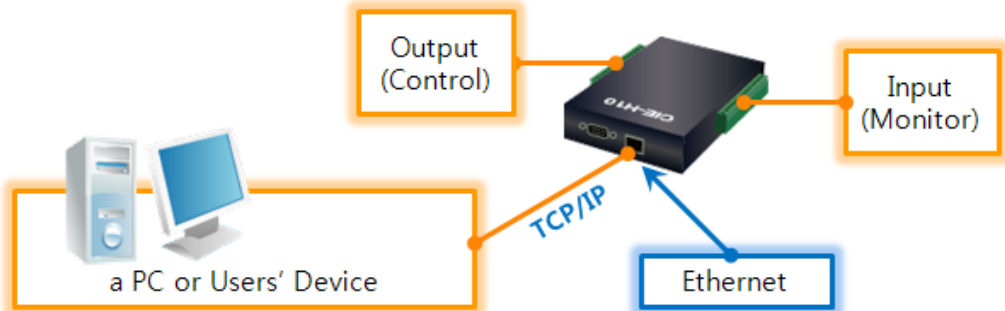 Output
(Control)
CIE-H10
Input
(Monitor)
TCP/IP
a PC or Users' Device
Ethernet